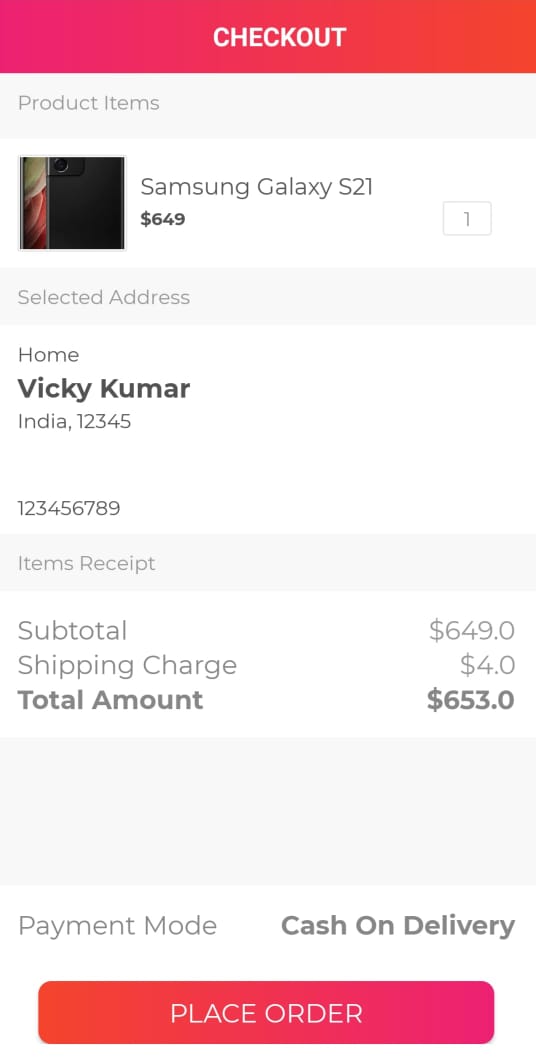 CHECKOUT
Product Items
Samsung Galaxy S21
$649
1
Selected Address
Home
Vicky Kumar
India, 12345
123456789
Items Receipt
Subtotal $649.0
Shipping Charge $4.0
Total Amount $653.0
Payment Mode Cash On Delivery
PLACE ORDER